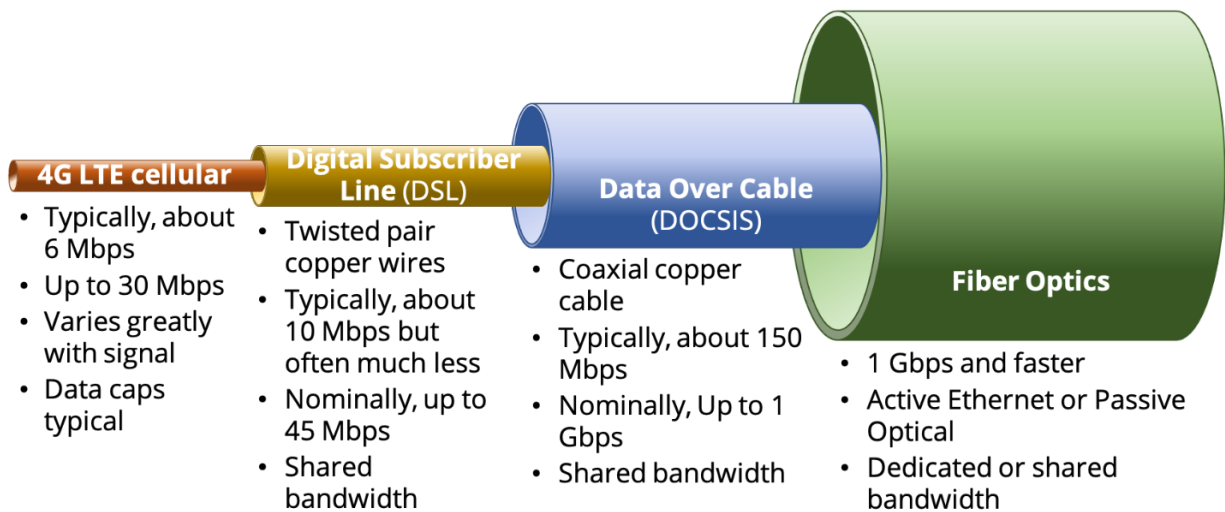 4G LTE cellular
• Typically, about
6 Mbps
• Up to 30 Mbps
• Varies greatly
with signal
• Data caps
typical
Digital Subscriber
Line (DSL)
• Twisted pair
copper wires
• Typically, about
10 Mbps but
often much less
• Nominally, up to
45 Mbps
• Shared
bandwidth
Data Over Cable
(DOCSIS)
• Coaxial copper
cable
• Typically, about 150
Mbps
• Nominally, Up to 1
Gbps
• Shared bandwidth
Fiber Optics
• 1 Gbps and faster
• Active Ethernet or Passive
Optical
• Dedicated or shared
bandwidth